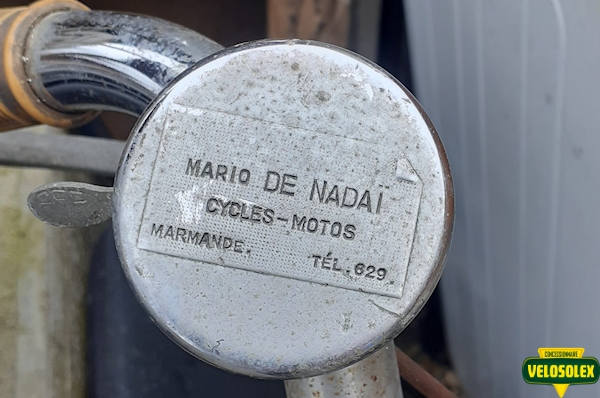 MARIO DE NADAÏ
CYCLES-MOTOS
MARMANDE. TÉL.629
CONCESSIONNAIRE
VELOSOLEX